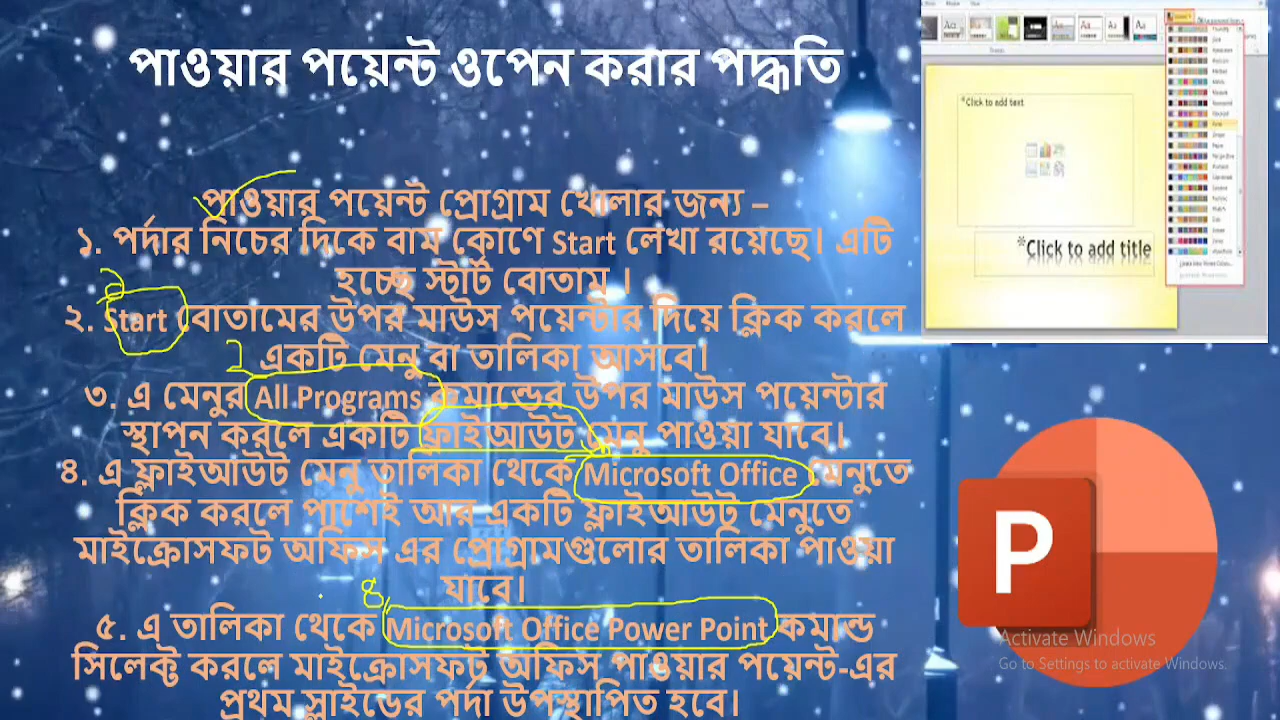 পাওয়ার পয়েন্ট ওপেন করার পদ্ধতি
পাওয়ার পয়েন্ট প্রোগ্রাম খোলার জন্য –
১. পর্দার নিচের দিকে বাম কোণে Start লেখা রয়েছে। এটি
হচ্ছে স্টার্ট বোতাম ।
২. Start বোতামের উপর মাউস পয়েন্টার দিয়ে ক্লিক করলে
একটি মেনু বা তালিকা আসবে।
৩. এ মেনুর All Programs কমান্ডের উপর মাউস পয়েন্টার
স্থাপন করলে একটি ফ্লাইআউট মেনু পাওয়া যাবে।
৪. এ ফ্লাইআউট মেনু তালিকা থেকে Microsoft Office মেনুতে
ক্লিক করলে পাশেই আর একটি ফ্লাইআউট মেনুতে
মাইক্রোসফট অফিস এর প্রোগ্রামগুলোর তালিকা পাওয়া
যাবে।
৪
৫. এ তালিকা থেকে Microsoft Office Power Point কমান্ড
সিলেক্ট করলে মাইক্রোসফট অফিস পাওয়ার পয়েন্ট-এর
প্রথম স্লাইডের পর্দা উপস্থাপিত হবে।
*Click to add text
*Click to add title
P
Activate Windows
Go to Settings to activate Windows.